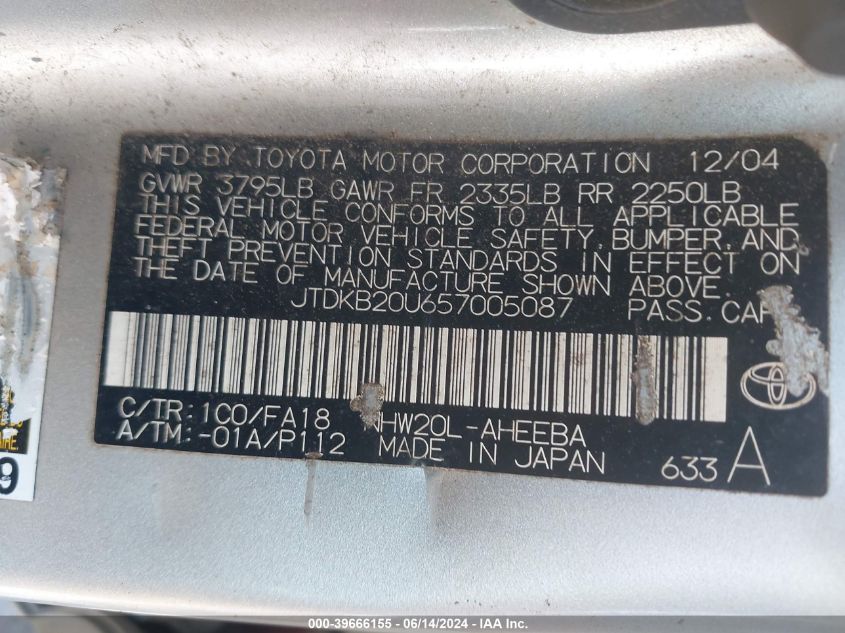 MFD BY TOYOTA MOTOR CORPORATION 12/04
GVWR 3795LB GAWR FR 2335LB RR 2250LB
THIS VEHICLE CONFORMS TO ALL APPLICABLE
FEDERAL MOTOR VEHICLE SAFETY, BUMPER, AND
THEFT PREVENTION STANDARDS IN EFFECT ON
THE DATE OF MANUFACTURE SHOWN ABOVE.
JTDKB20U657005087 PASS.CAR
C/TR:1C0/FA18 NHW20L-AHEEBA
A/TM:-01A/P112 MADE IN JAPAN 633 A
9
000-39666155 - 06/14/2024 - IAA Inc.